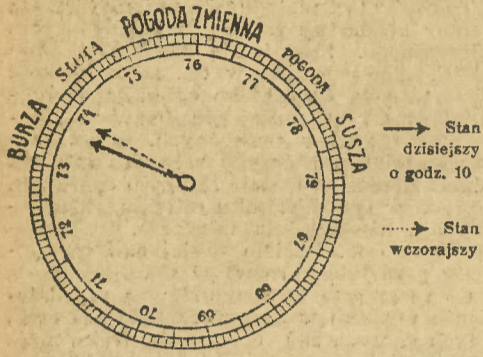 BURZA
SŁOTA
POGODA ZMIENNA
POGODA
SUSZA
73
74
75
76
77
78
79
67
68
69
70
71
72
Stan
dzisiejszy
o godz. 10
Stan
wczorajszy